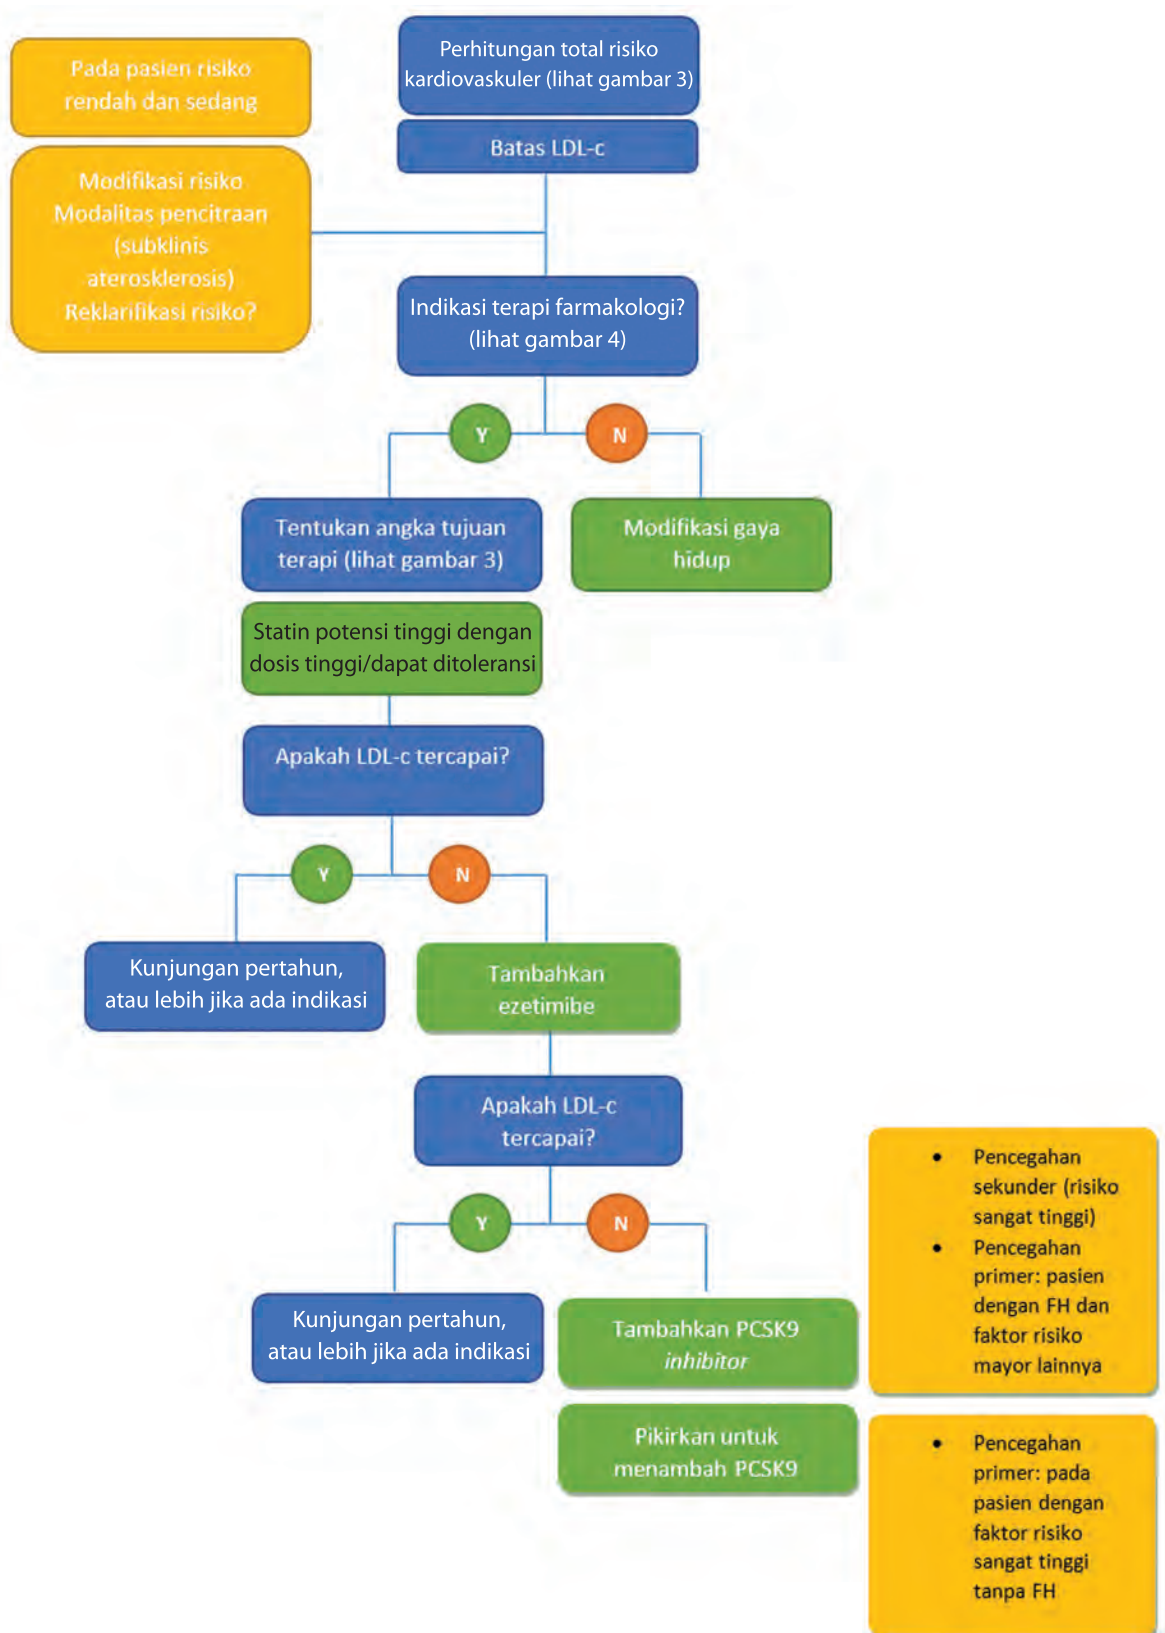 Perhitungan total risiko
kardiovaskuler (lihat gambar 3)
Pada pasien risiko
rendah dan sedang
Batas LDL-c
Modifikasi risiko
Modalitas pencitraan
(subklinis
aterosklerosis)
Reklarifikasi risiko?
Indikasi terapi farmakologi?
(lihat gambar 4)
Y
N
Tentukan angka tujuan
terapi (lihat gambar 3)
Modifikasi gaya
hidup
Statin potensi tinggi dengan
dosis tinggi/dapat ditoleransi
Apakah LDL-c tercapai?
Y
N
Kunjungan pertahun,
atau lebih jika ada indikasi
Tambahkan
ezetimibe
Apakah LDL-c
tercapai?
Y
N
Kunjungan pertahun,
atau lebih jika ada indikasi
Tambahkan PCSK9
inhibitor
• Pencegahan
sekunder (risiko
sangat tinggi)
• Pencegahan
primer: pasien
dengan FH dan
faktor risiko
mayor lainnya
Pikirkan untuk
menambah PCSK9
• Pencegahan
primer: pada
pasien dengan
faktor risiko
sangat tinggi
tanpa FH